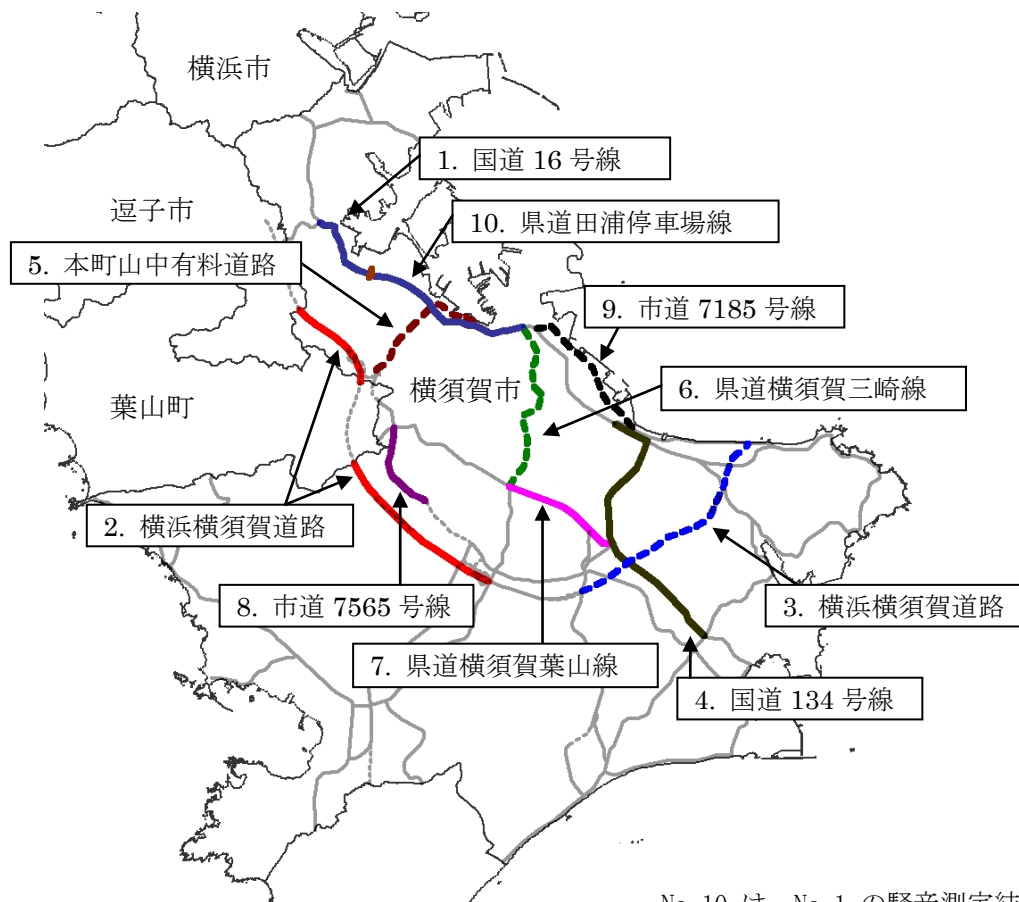 横浜市
1. 国道 16 号線
逗子市
10. 県道田浦停車場線
5. 本町山中有料道路
9. 市道 7185 号線
横須賀市
6. 県道横須賀三崎線
葉山町
2. 横浜横須賀道路
8. 市道 7565 号線
3. 横浜横須賀道路
7. 県道横須賀葉山線
4. 国道 134 号線